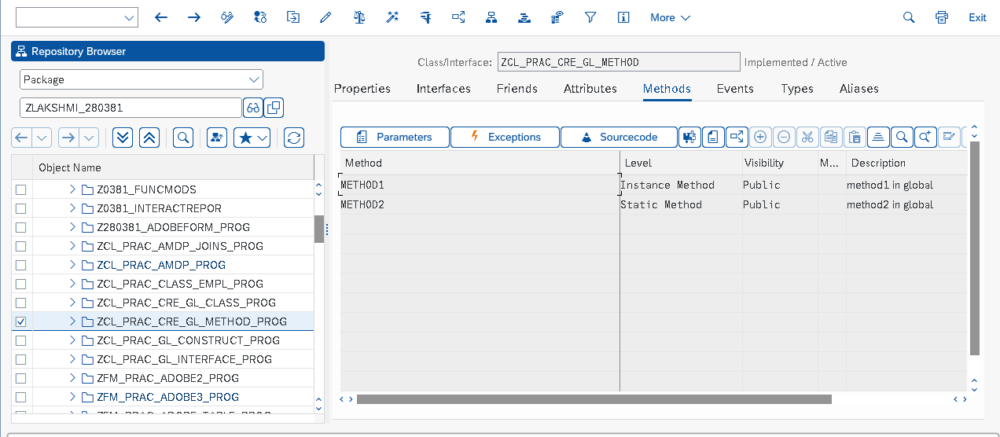 More
Exit
Repository Browser
Package
ZLAKSHMI_280381
Object Name
Z0381_FUNCMODS
Z0381_INTERACTREPOR
Z280381_ADOBEFORM_PROG
ZCL_PRAC_AMDP_JOINS_PROG
ZCL_PRAC_AMDP_PROG
ZCL_PRAC_CLASS_EMPL_PROG
ZCL_PRAC_CRE_GL_CLASS_PROG
ZCL_PRAC_CRE_GL_METHOD_PROG
ZCL_PRAC_GL_CONSTRUCT_PROG
ZCL_PRAC_GL_INTERFACE_PROG
ZFM_PRAC_ADOBE2_PROG
ZFM_PRAC_ADOBE3_PROG
Class/Interface: ZCL_PRAC_CRE_GL_METHOD Implemented / Active
Properties Interfaces Friends Attributes Methods Events Types Aliases
Parameters Exceptions Sourcecode
Method Level Visibility M... Description
METHOD1 Instance Method Public method1 in global
METHOD2 Static Method Public method2 in global